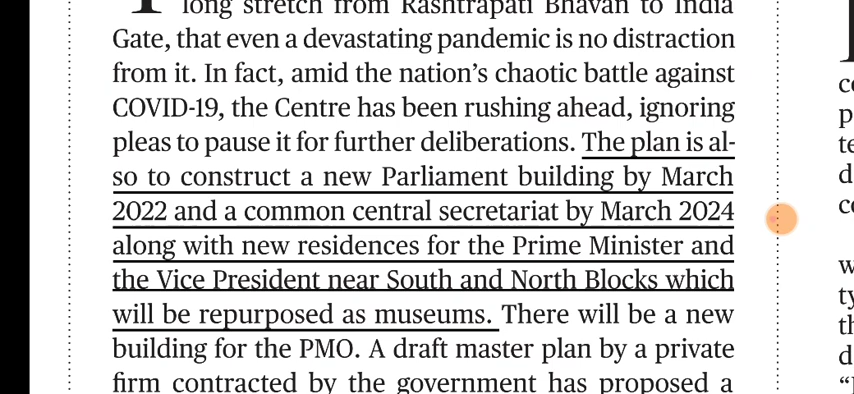 long stretch from Rashtrapati Bhavan to India
Gate, that even a devastating pandemic is no distraction
from it. In fact, amid the nation's chaotic battle against
COVID-19, the Centre has been rushing ahead, ignoring
pleas to pause it for further deliberations. The plan is al-
so to construct a new Parliament building by March
2022 and a common central secretariat by March 2024
along with new residences for the Prime Minister and
the Vice President near South and North Blocks which
will be repurposed as museums. There will be a new
building for the PMO. A draft master plan by a private
firm contracted by the government has proposed a